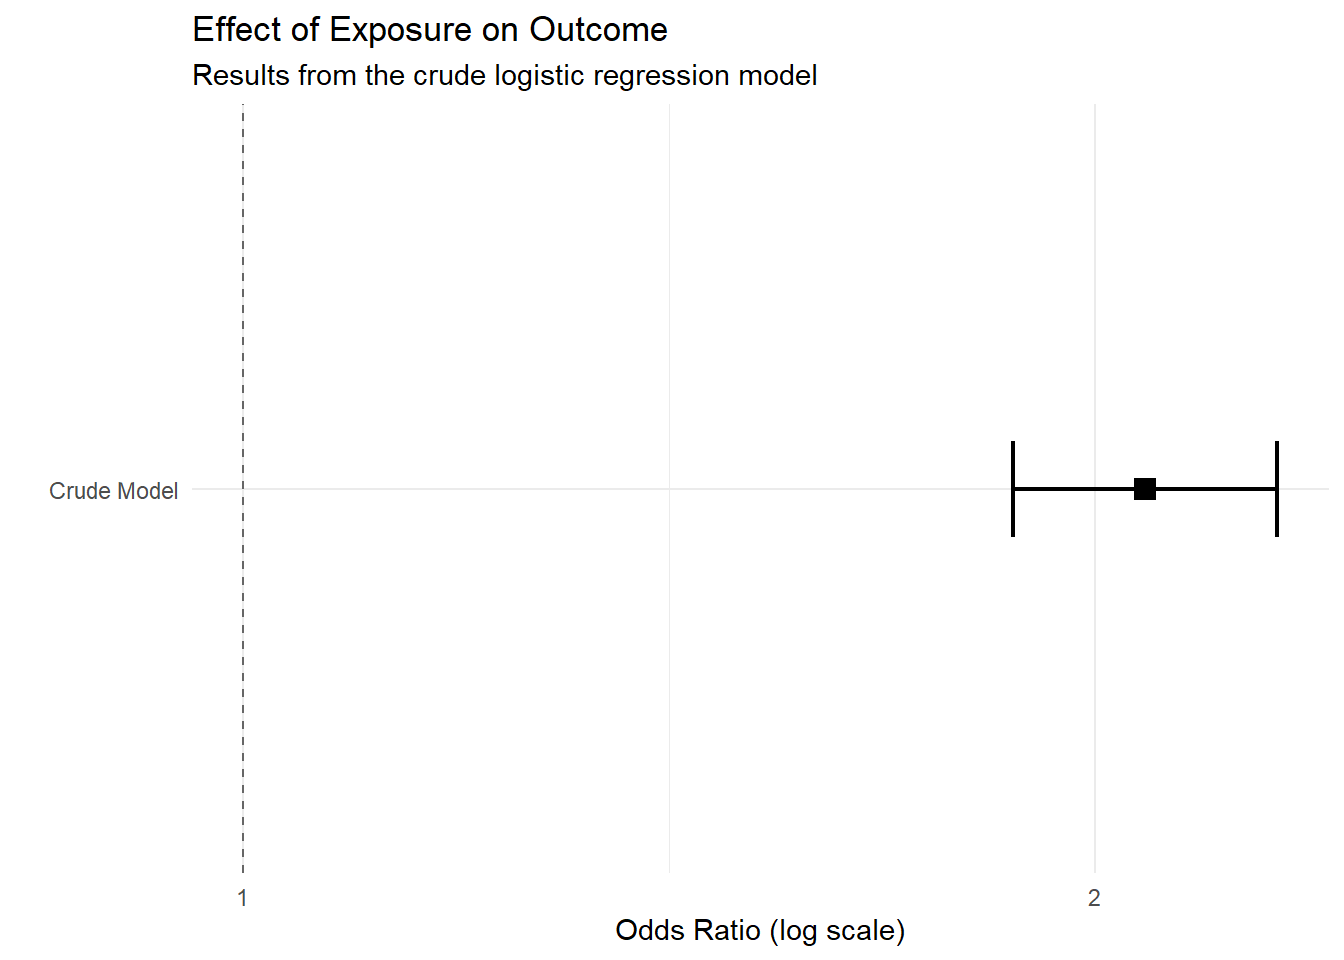 Effect of Exposure on Outcome
Results from the crude logistic regression model
Crude Model
1
2
Odds Ratio (log scale)